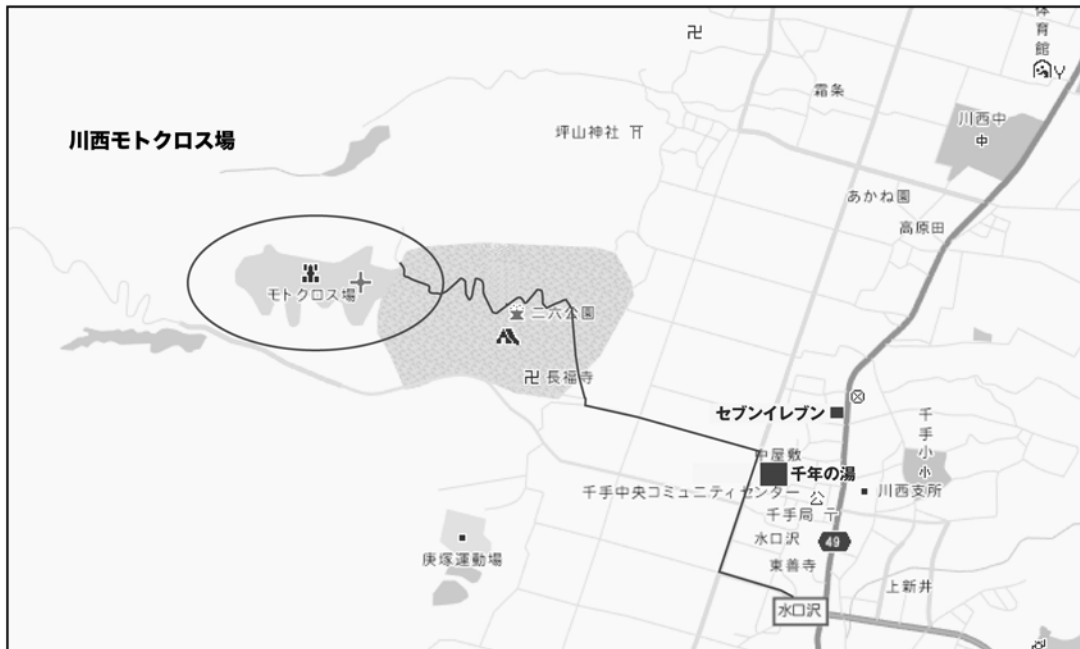 体育館
霜条
川西中
中
川西モトクロス場
坪山神社
あかね園
高原田
モトクロス場
二六公園
卍 長福寺
セブンイレブン
千手小
小
中屋敷
千年の湯
千手中央コミュニティセンター
公
川西支所
千手局 〒
水口沢
49
庚塚運動場
東善寺
上新井
水口沢